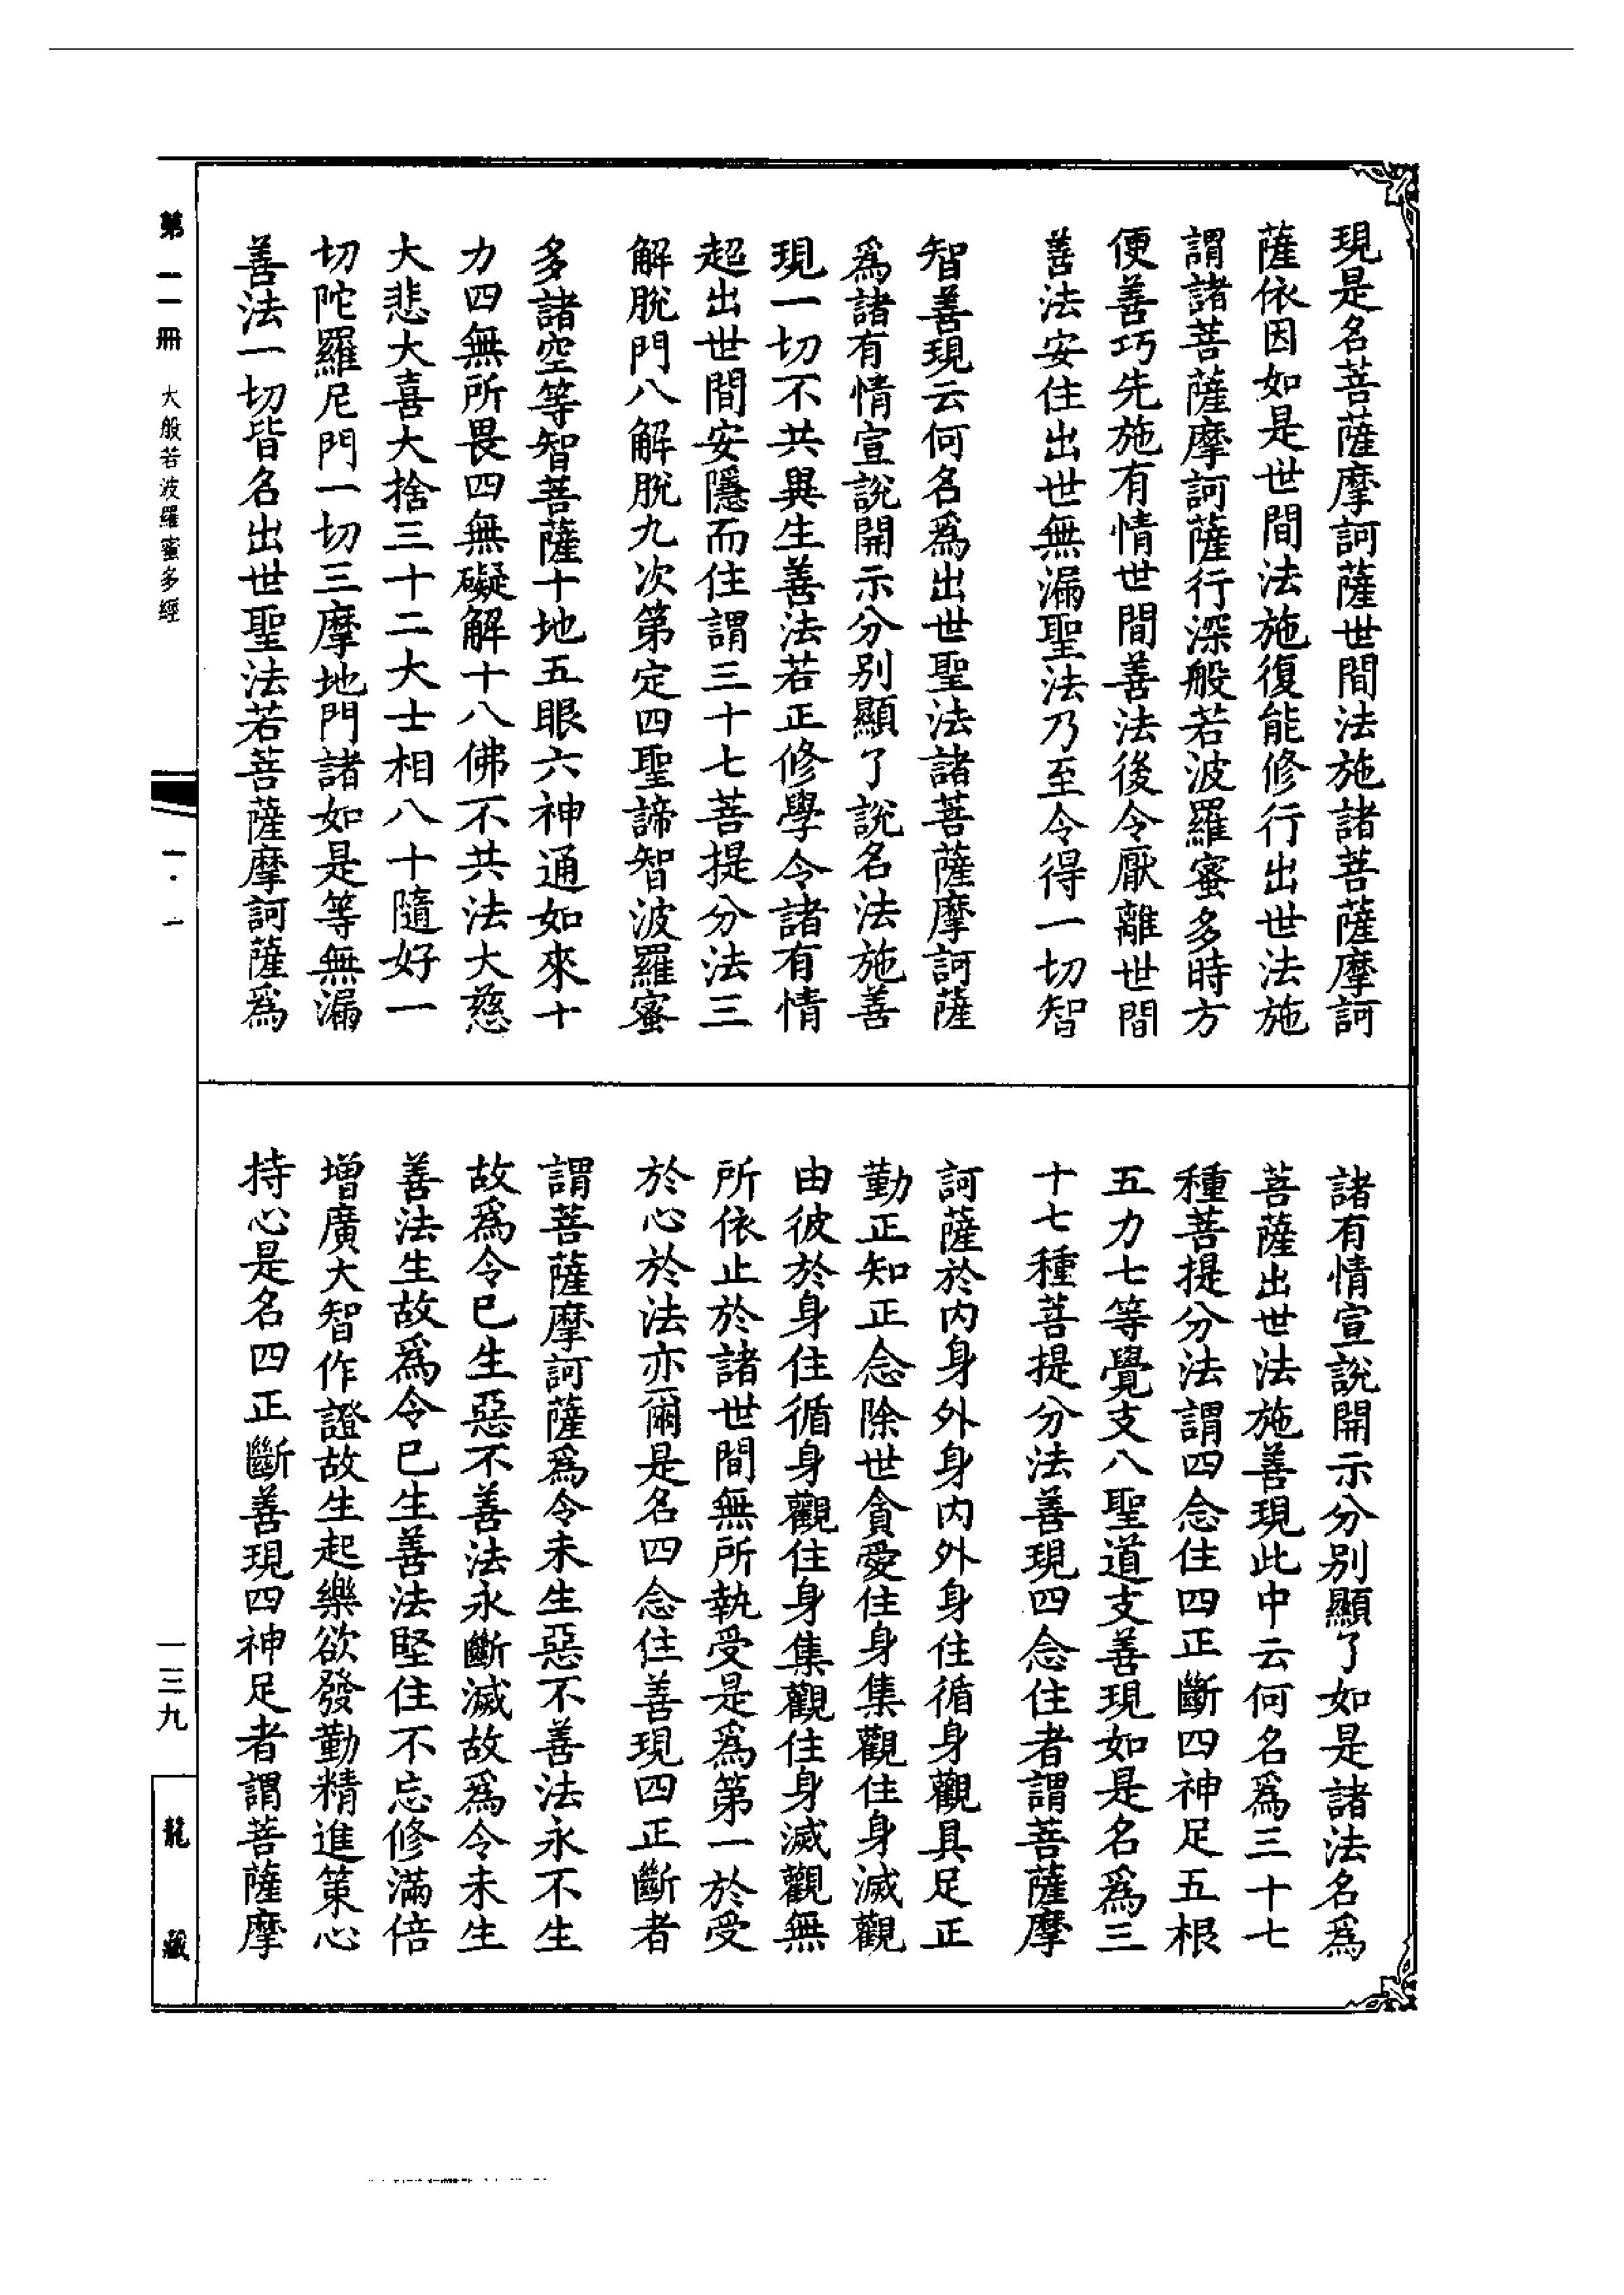 現是名菩薩摩訶薩世間法施諸菩薩摩訶
薩依因如是世間法施復能修行出世法施
謂諸菩薩摩訶薩行深般若波羅蜜多時方
便善巧先施有情世間善法後令厭離世間
善法安住出世無漏聖法乃至令得一切智
智善現云何名爲出世聖法諸菩薩摩訶薩
爲諸有情宣說開示分別顯了說名法施善
現一切不共異生善法若正修學令諸有情
超出世間安隱而住謂三十七菩提分法三
解脫門八解脫九次第定四聖諦智波羅蜜
多諸空等智菩薩十地五眼六神通如來十
力四無所畏四無礙解十八佛不共法大慈
大悲大喜大捨三十二大士相八十隨好一
切陀羅尼門一切三摩地門諸如是等無漏
善法一切皆名出世聖法若菩薩摩訶薩爲
諸有情宣說開示分別顯了如是諸法名爲
菩薩出世法施善現此中云何名爲三十七
種菩提分法謂四念住四正斷四神足五根
五力七等覺支八聖道支善現如是名爲三
十七種菩提分法善現四念住者謂菩薩摩
訶薩於內身外身內外身住循身觀具足正
勤正知正念除世貪愛住身集觀住身滅觀
由彼於身住循身觀住身集觀住身滅觀無
所依止於諸世間無所執受是爲第一於受
於心於法亦爾是名四念住善現四正斷者
謂菩薩摩訶薩爲令未生惡不善法永不生
故爲令已生惡不善法永斷滅故爲令未生
善法生故爲令已生善法堅住不忘修滿倍
增廣大智作證故生起樂欲發勤精進策心
持心是名四正斷善現四神足者謂菩薩摩
第一一冊 大般若波羅蜜多經
一·一
一三九
龍藏